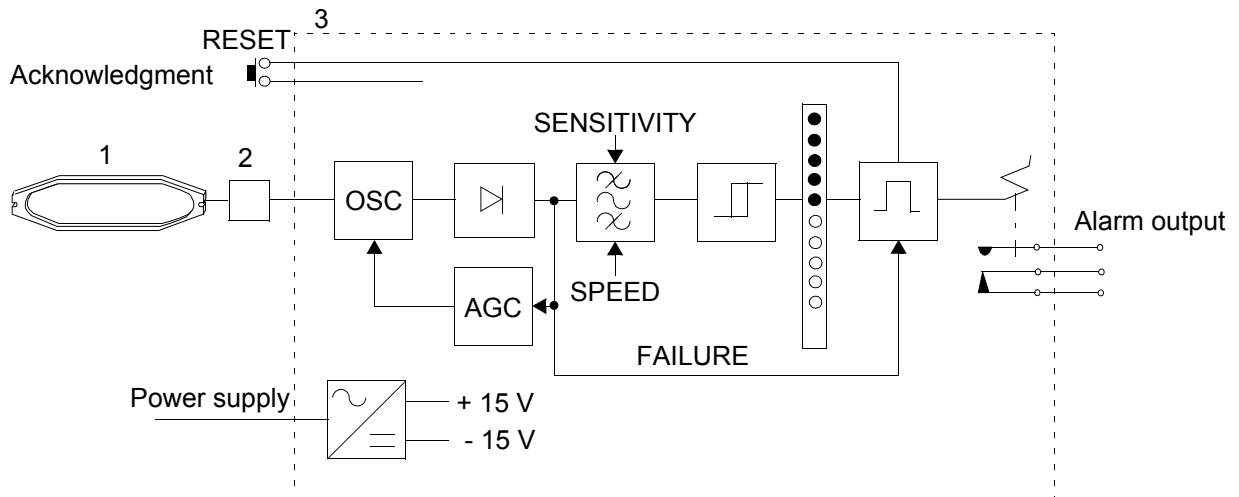 3
RESET
Acknowledgment
SENSITIVITY
1
2
OSC
Alarm output
SPEED
AGC
FAILURE
Power supply
+ 15 V
- 15 V